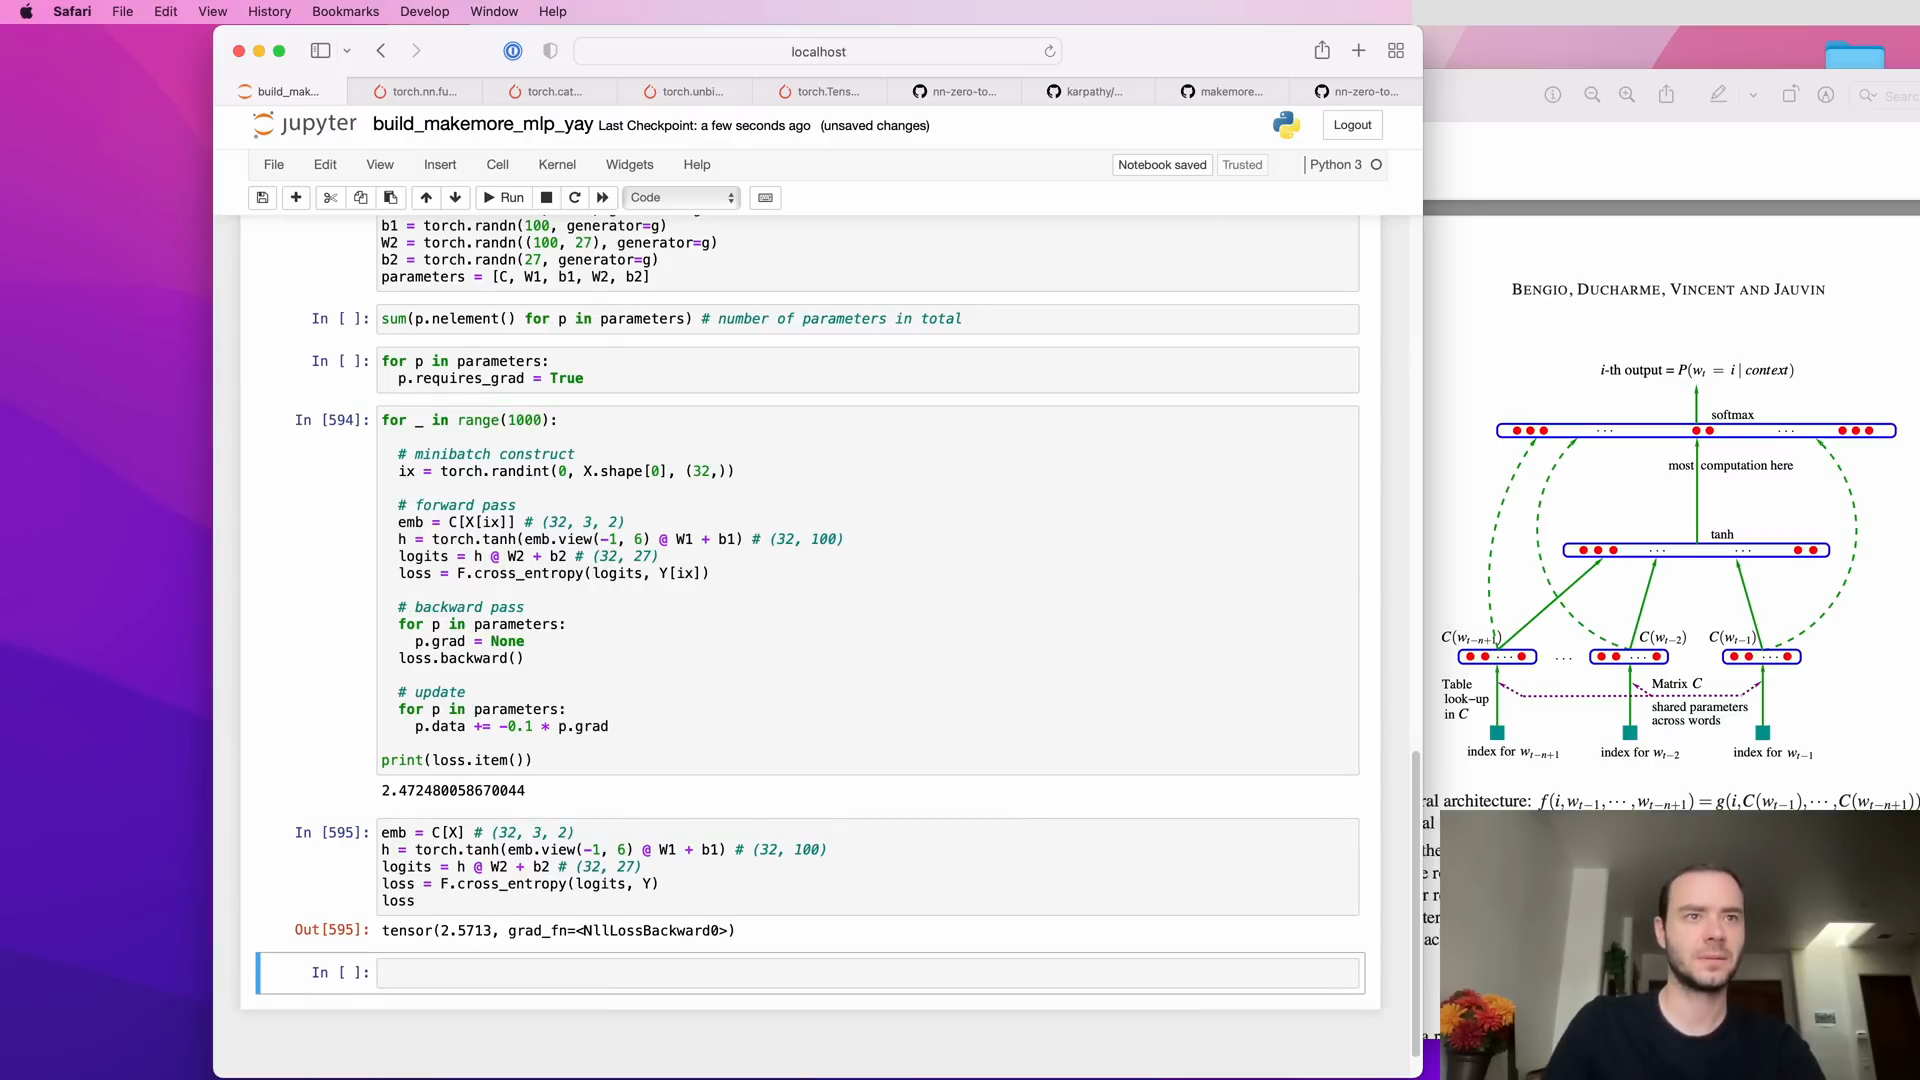 Safari File Edit View History Bookmarks Develop Window Help
localhost
build_mak... torch.nn.fu... torch.cat... torch.unbi... torch.Tens... nn-zero-to... karpathy/... makemore... nn-zero-to...
Search
jupyter build_makemore_mlp_yay Last Checkpoint: a few seconds ago (unsaved changes) Logout
File Edit View Insert Cell Kernel Widgets Help Notebook saved Trusted Python 3
Run Code
b1 = torch.randn(100, generator=g)
W2 = torch.randn((100, 27), generator=g)
b2 = torch.randn(27, generator=g)
parameters = [C, W1, b1, W2, b2]
In [ ]: sum(p.nelement() for p in parameters) # number of parameters in total
In [ ]: for p in parameters:
p.requires_grad = True
In [594]: for _ in range(1000):
# minibatch construct
ix = torch.randint(0, X.shape[0], (32,))
# forward pass
emb = C[X[ix]] # (32, 3, 2)
h = torch.tanh(emb.view(-1, 6) @ W1 + b1) # (32, 100)
logits = h @ W2 + b2 # (32, 27)
loss = F.cross_entropy(logits, Y[ix])
# backward pass
for p in parameters:
p.grad = None
loss.backward()
# update
for p in parameters:
p.data += -0.1 * p.grad
print(loss.item())
2.472480058670044
In [595]: emb = C[X] # (32, 3, 2)
h = torch.tanh(emb.view(-1, 6) @ W1 + b1) # (32, 100)
logits = h @ W2 + b2 # (32, 27)
loss = F.cross_entropy(logits, Y)
loss
Out[595]: tensor(2.5713, grad_fn=<NllLossBackward0>)
In [ ]:
BENGIO, DUCHARME, VINCENT AND JAUVIN
i-th output = P(w_t = i | context)
softmax
. . . . . .
most computation here
tanh
. . . . . .
C(w_{t−n+1}) C(w_{t−2}) C(w_{t−1})
. . . . . . . . . . . .
Table look−up in C
Matrix C
shared parameters across words
index for w_{t−n+1} index for w_{t−2} index for w_{t−1}
ral architecture: f(i,w_{t−1},··· ,w_{t−n+1}) = g(i,C(w_{t−1}),··· ,C(w_{t−n+1}))